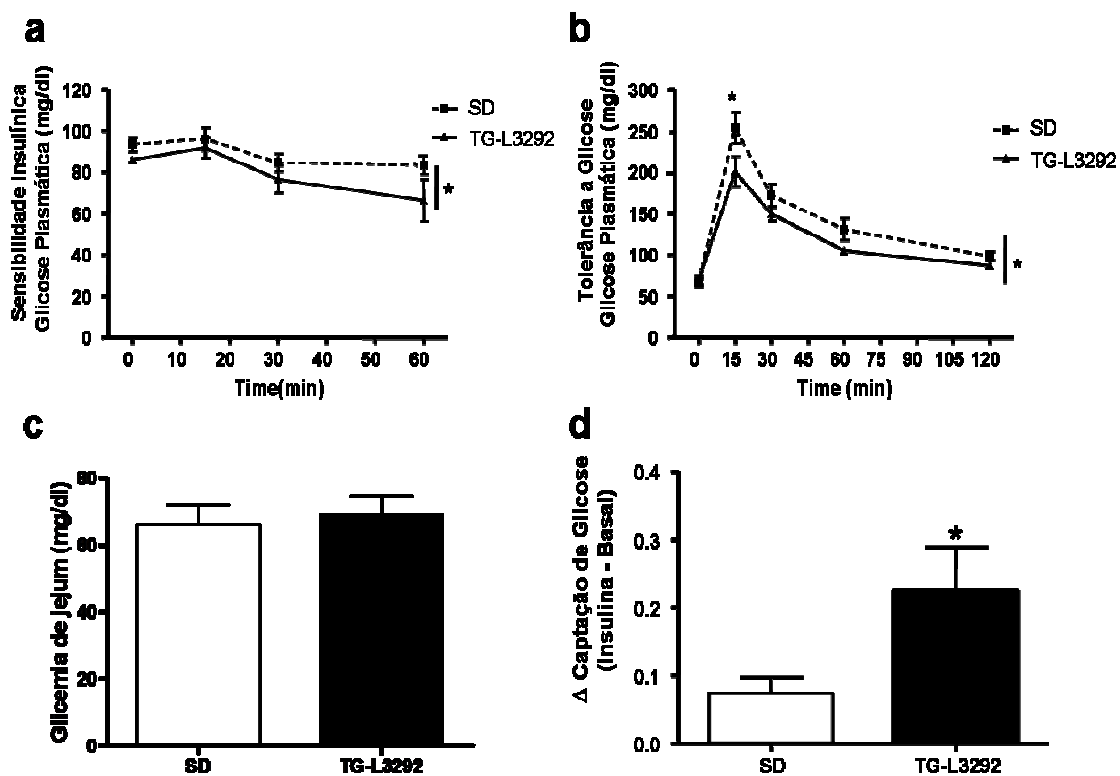 a
Sensibilidade Insulínica
Glicose Plasmática (mg/dl)
120
100
80
60
40
20
0
0 10 20 30 40 50 60
Time(min)
SD
TG-L3292
*
b
Tolerância a Glicose
Glicose Plasmática (mg/dl)
300
250
200
150
100
50
0
0 15 30 45 60 75 90 105 120
Time (min)
*
SD
TG-L3292
*
c
Glicemia de jejum (mg/dl)
80
60
40
20
0
SD TG-L3292
d
Δ Captação de Glicose
(Insulina - Basal)
0.4
0.3
0.2
0.1
0.0
*
SD TG-L3292